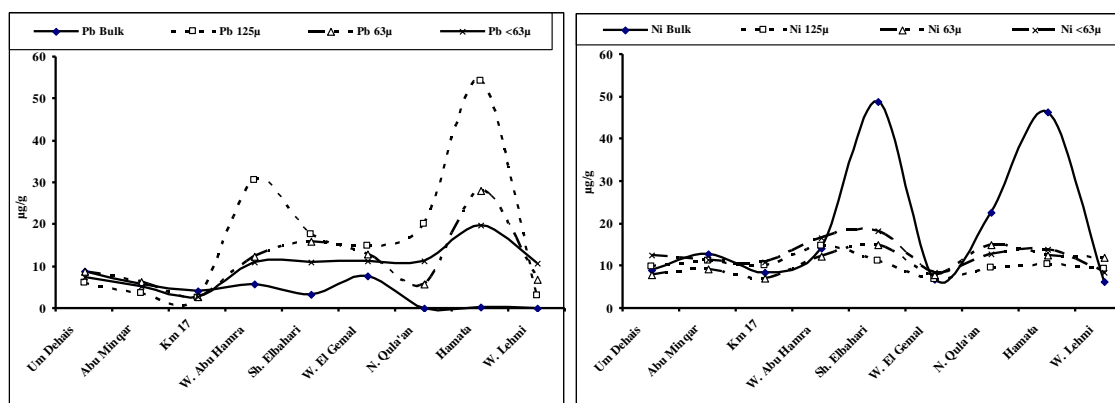 Pb Bulk Pb 125µ Pb 63µ Pb <63µ
60
50
40
30
20
10
0
µg/g
Um Dehais
Abu Minqar
Km 17
W. Abu Hamra
Sh. Elbahari
W. El Gemal
N. Qula'an
Hamata
W. Lehmi
Ni Bulk Ni 125µ Ni 63µ Ni <63µ
60
50
40
30
20
10
0
µg/g
Um Dehais
Abu Minqar
Km 17
W. Abu Hamra
Sh. Elbahari
W. El Gemal
N. Qula'an
Hamata
W. Lehmi